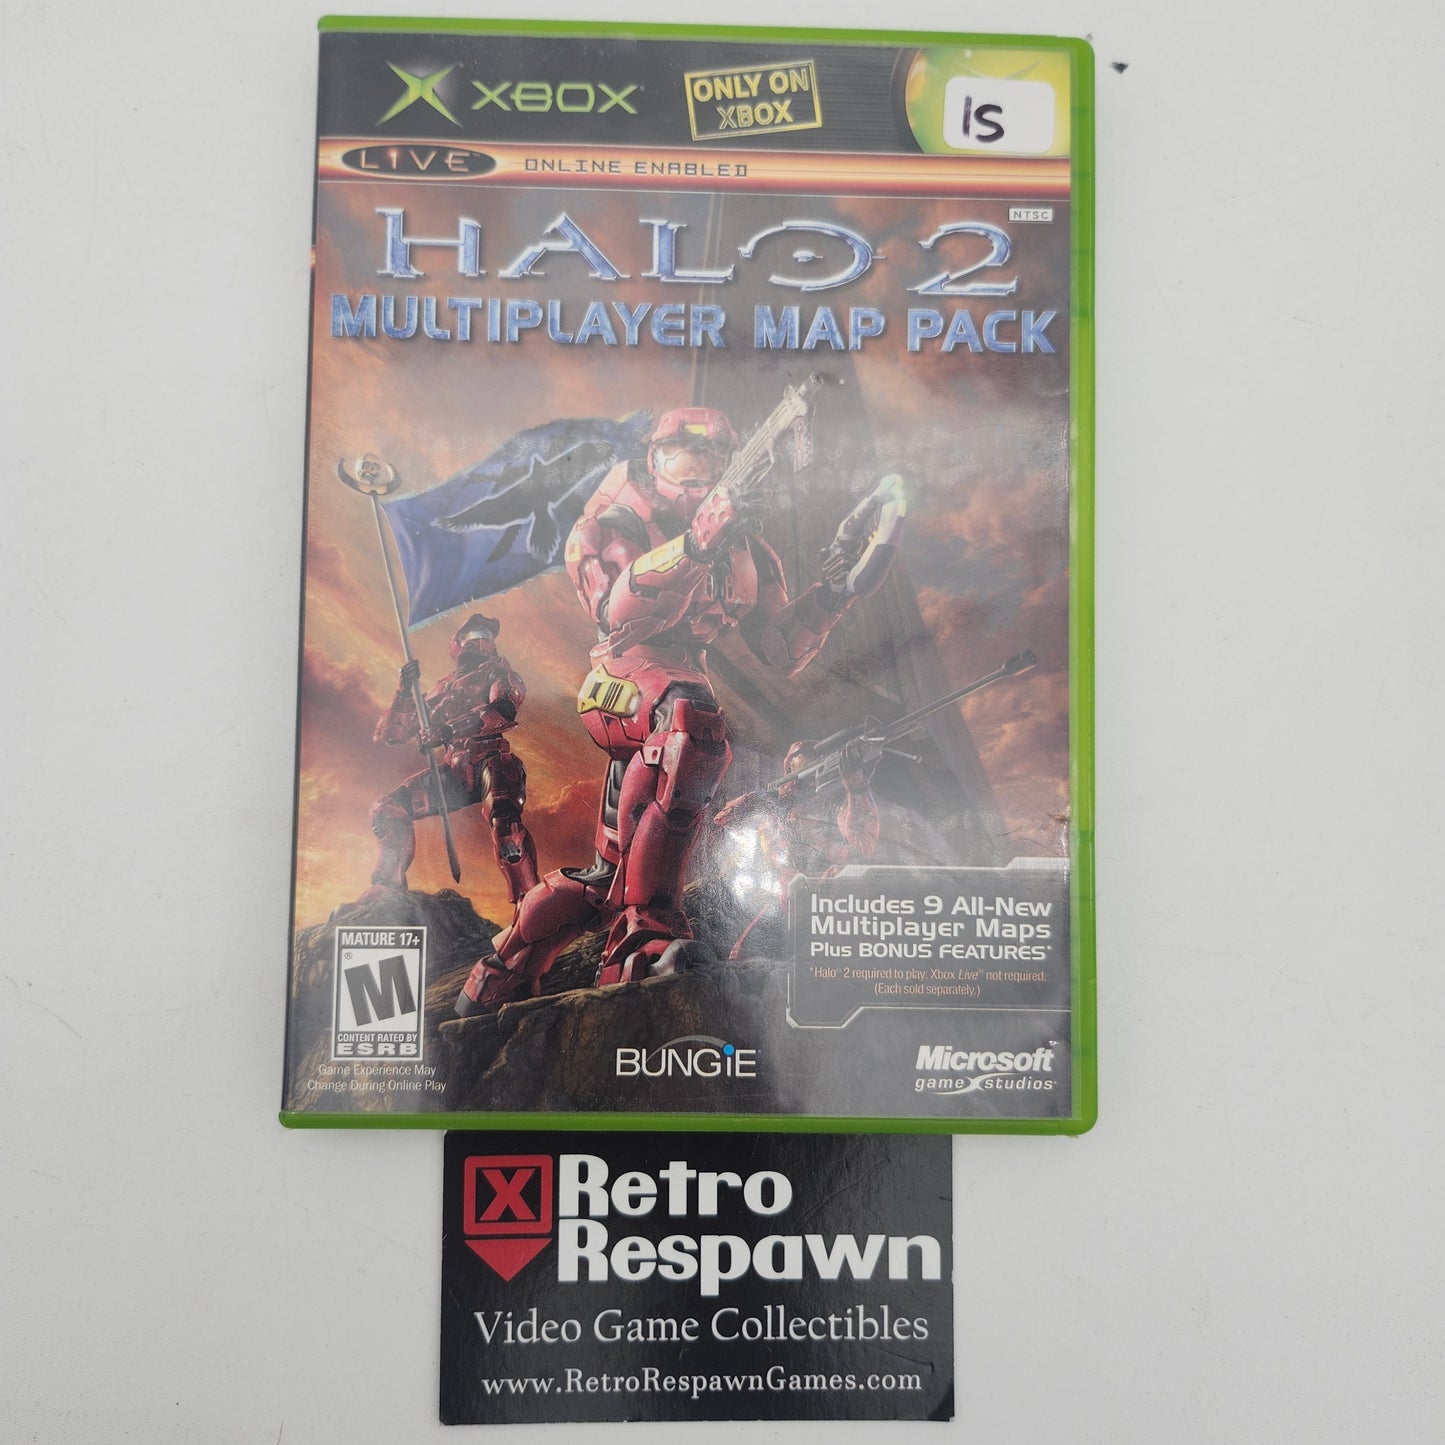 XBOX
ONLY ON
XBOX
IS
LIVE™
ONLINE ENABLED
NTSC
HALO 2
MULTIPLAYER MAP PACK
Includes 9 All-New
Multiplayer Maps
Plus BONUS FEATURES*
*Halo® 2 required to play; Xbox Live™ not required.
(Each sold separately.)
MATURE 17+
M
®
CONTENT RATED BY
ESRB
Game Experience May
Change During Online Play
BUNGiE
Microsoft
game studios
X Retro
Respawn
Video Game Collectibles
www.RetroRespawnGames.com